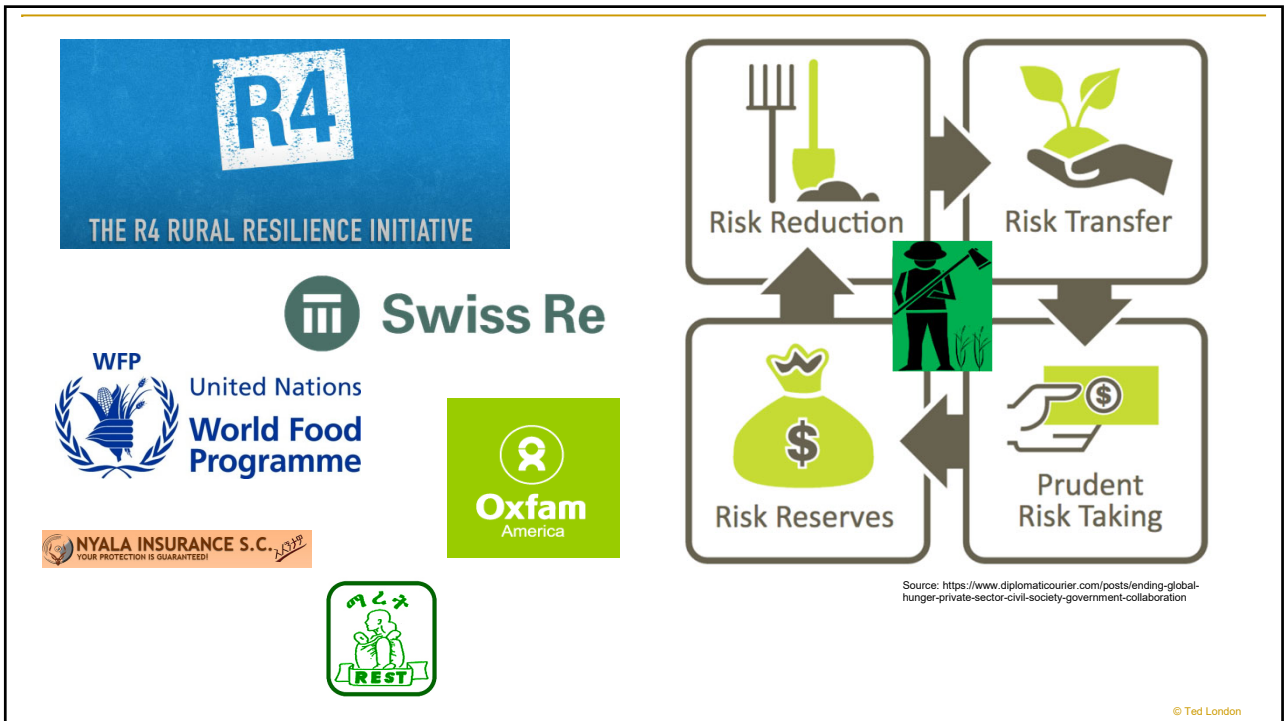 R4
THE R4 RURAL RESILIENCE INITIATIVE
Swiss Re
WFP
United Nations
World Food
Programme
Oxfam
America
NYALA INSURANCE S.C.
YOUR PROTECTION IS GUARANTEED!
ማረት
REST
Risk Reduction
Risk Transfer
$
Risk Reserves
$
Prudent
Risk Taking
Source: https://www.diplomaticourier.com/posts/ending-global-
hunger-private-sector-civil-society-government-collaboration
© Ted London